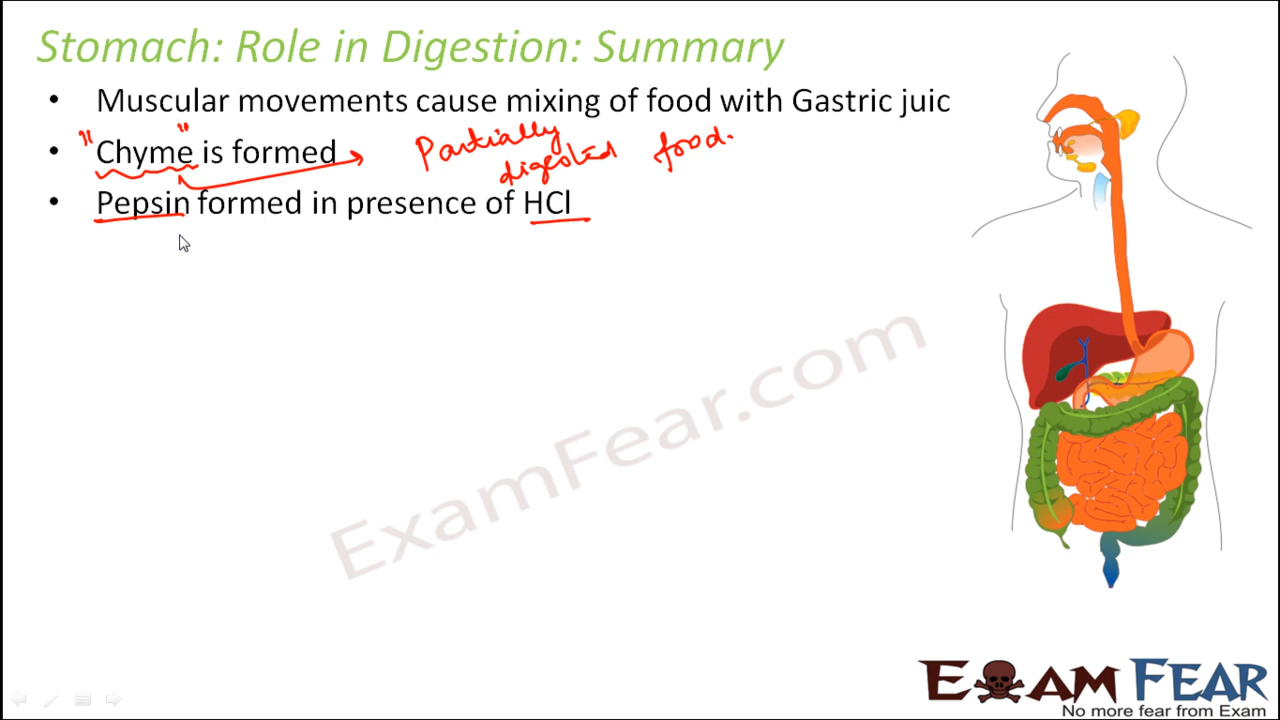 Stomach: Role in Digestion: Summary
• Muscular movements cause mixing of food with Gastric juic
• "Chyme" is formed → Partially digested food.
• Pepsin formed in presence of HCl
ExamFear.com
EXAM FEAR
No more fear from Exam